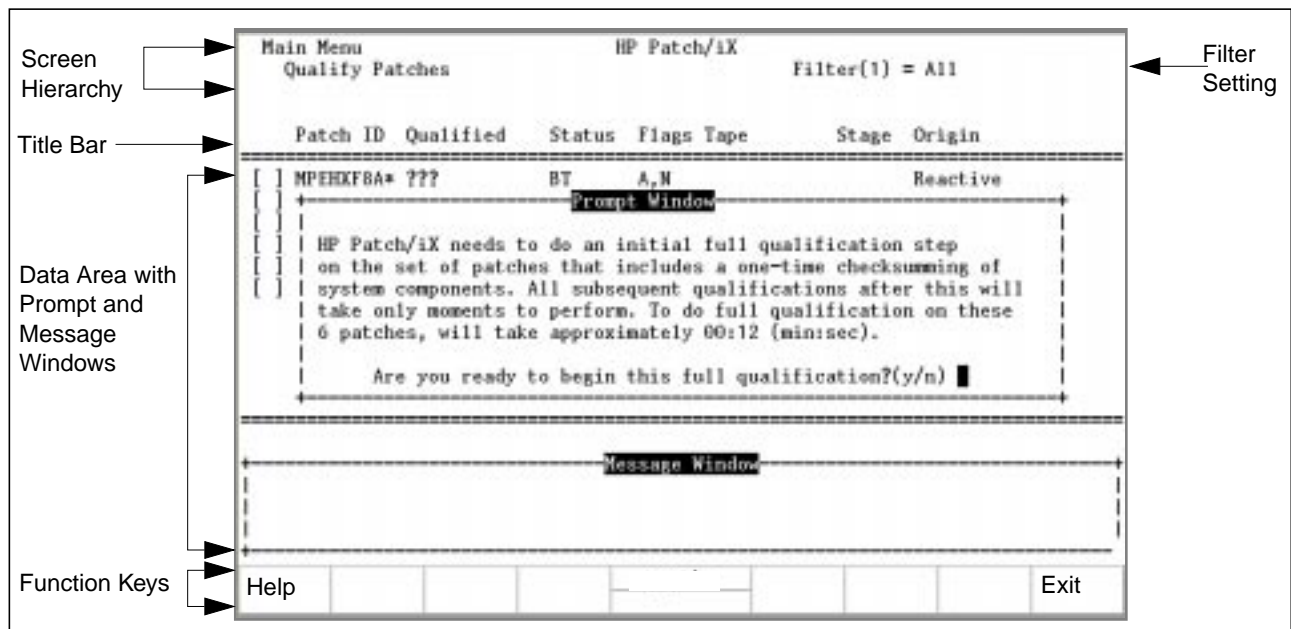 Screen
Hierarchy
Main Menu HP Patch/iX
Qualify Patches Filter(1) = All
Filter
Setting
Title Bar
Patch ID Qualified Status Flags Tape Stage Origin
[ ] MPEHXF8A* ??? BT A,N Reactive
[ ] Prompt Window
[ ]
[ ] HP Patch/iX needs to do an initial full qualification step
[ ] on the set of patches that includes a one-time checksumming of
[ ] system components. All subsequent qualifications after this will
take only moments to perform. To do full qualification on these
6 patches, will take approximately 00:12 (min:sec).
Are you ready to begin this full qualification?(y/n)
Data Area with
Prompt and
Message
Windows
Message Window
Function Keys
Help Exit